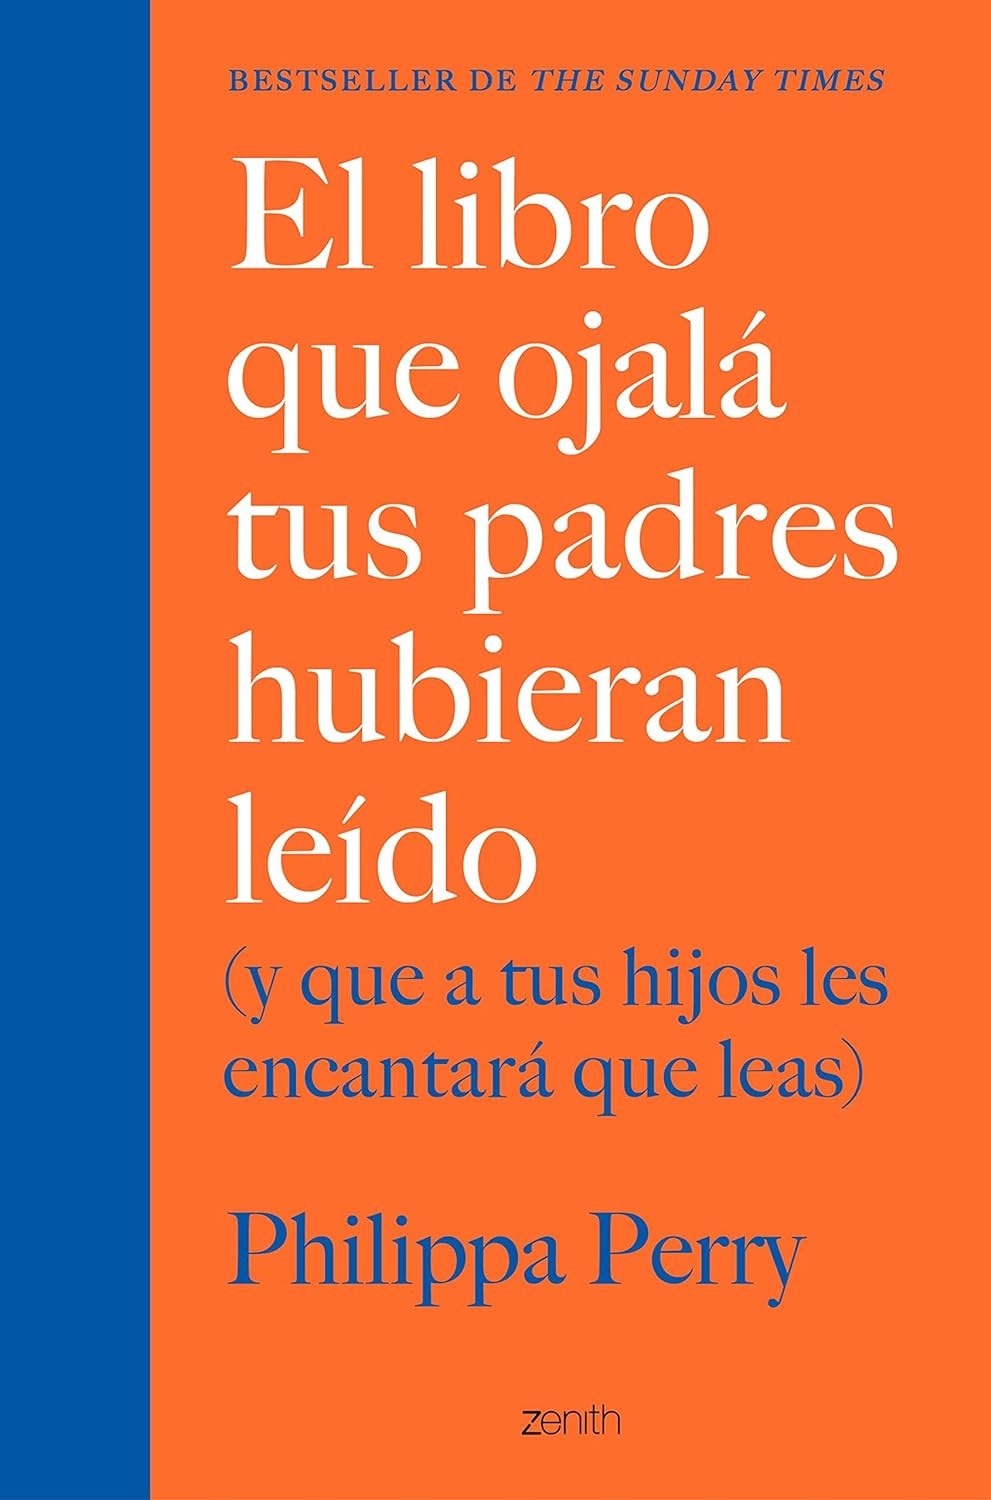 BESTSELLER DE THE SUNDAY TIMES
El libro
que ojalá
tus padres
hubieran
leído
(y que a tus hijos les
encantará que leas)
Philippa Perry
zenith